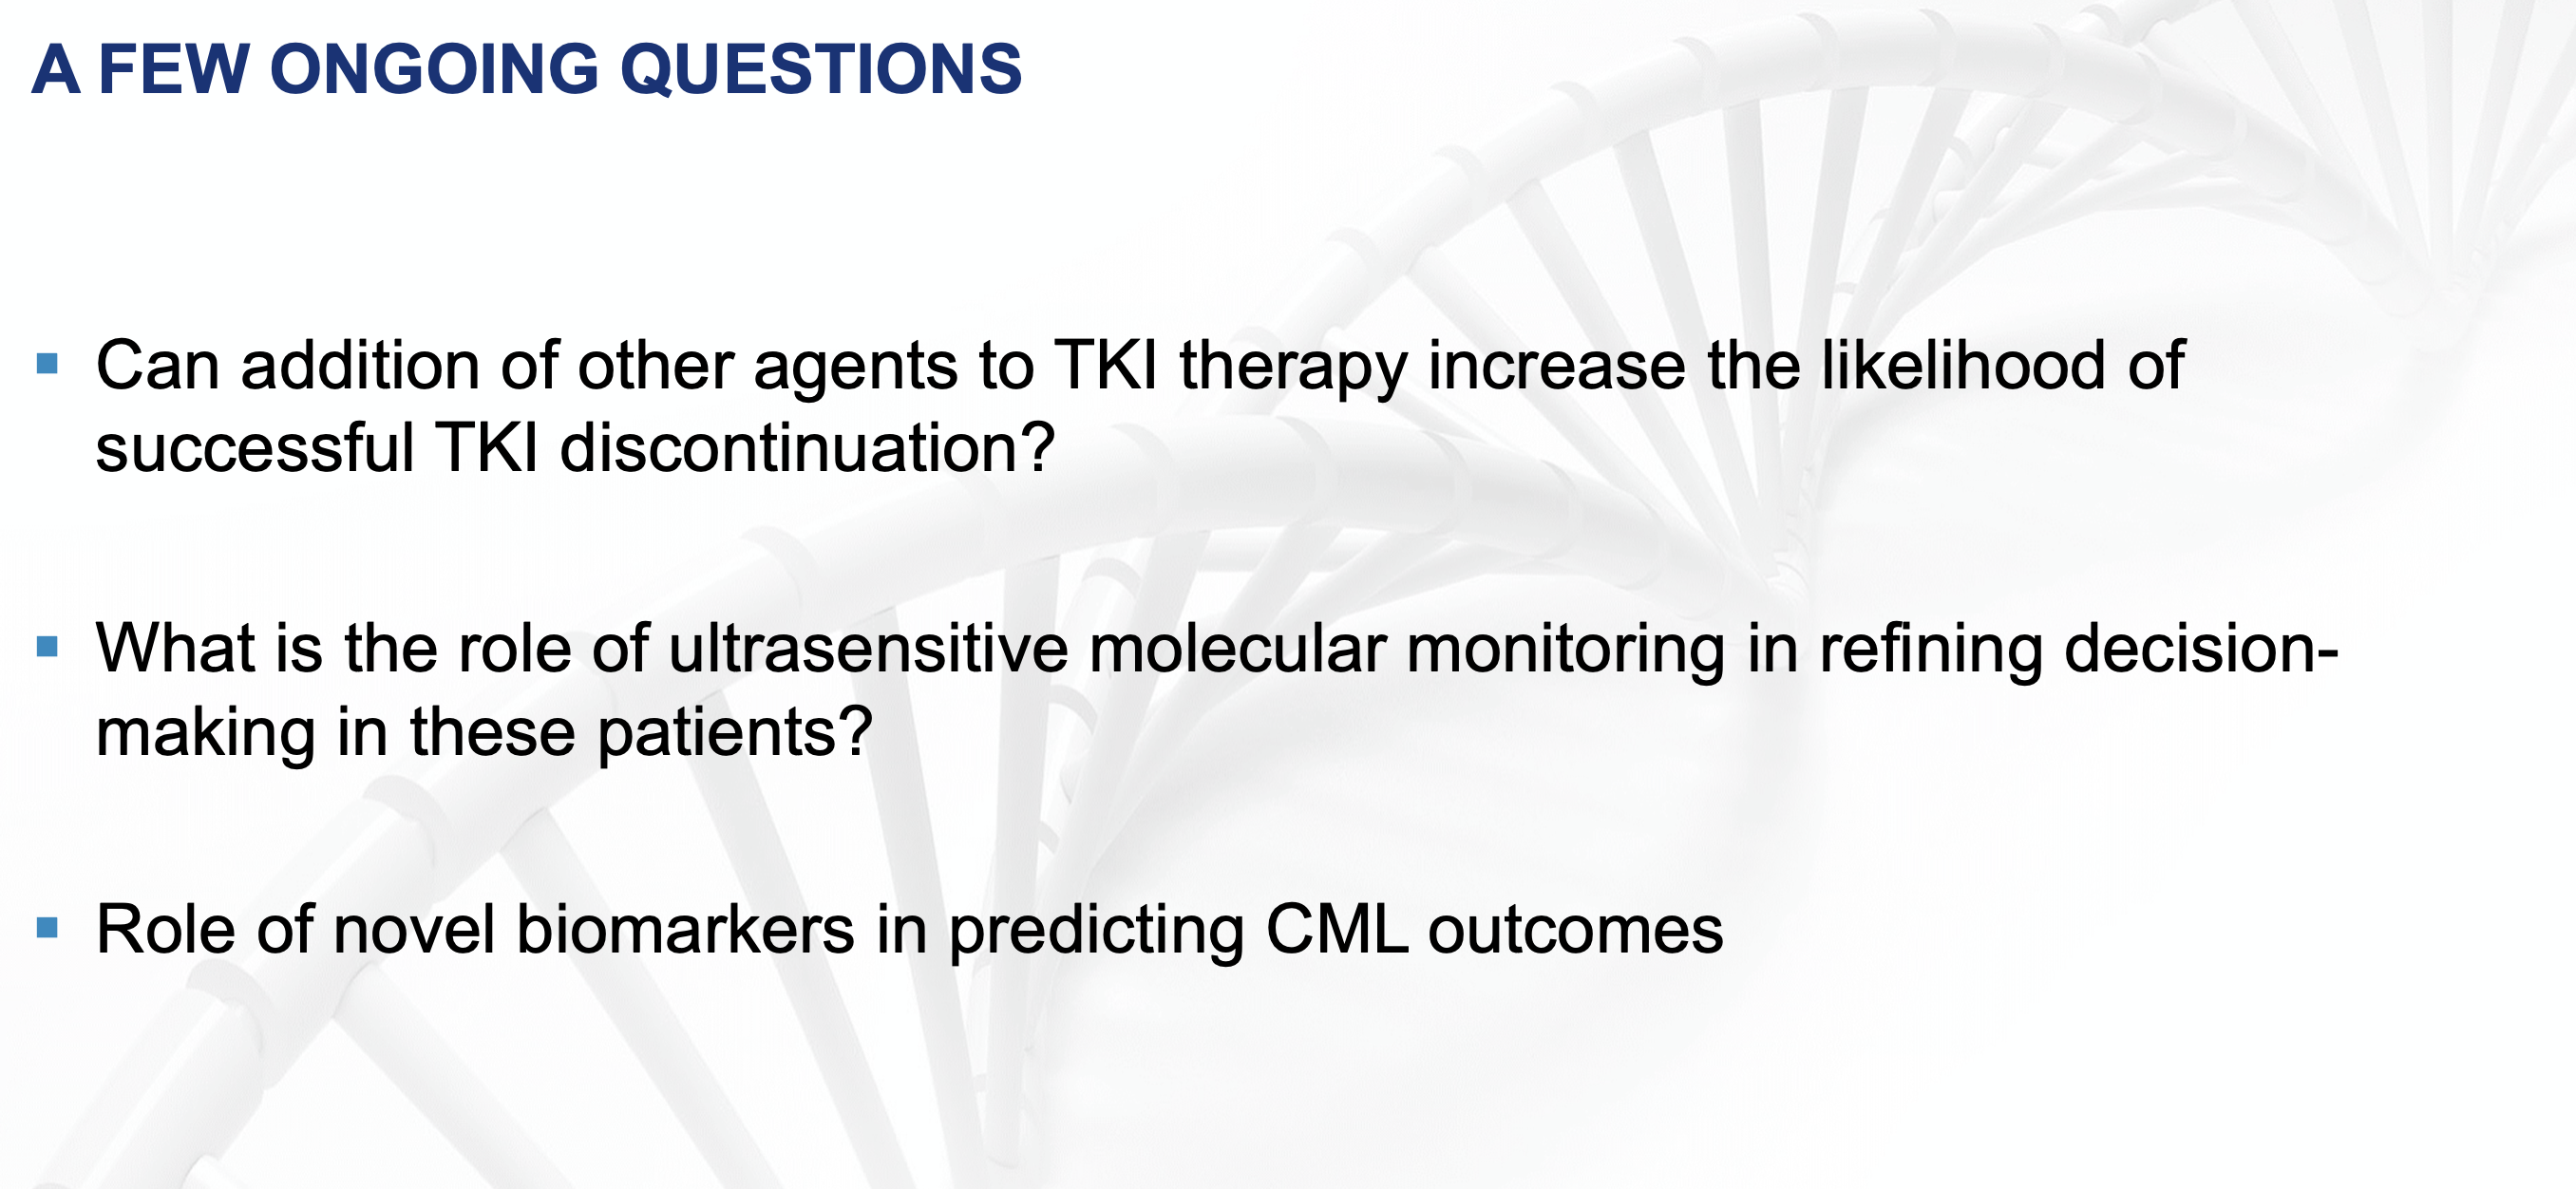 A FEW ONGOING QUESTIONS
▪ Can addition of other agents to TKI therapy increase the likelihood of
successful TKI discontinuation?
▪ What is the role of ultrasensitive molecular monitoring in refining decision-
making in these patients?
▪ Role of novel biomarkers in predicting CML outcomes